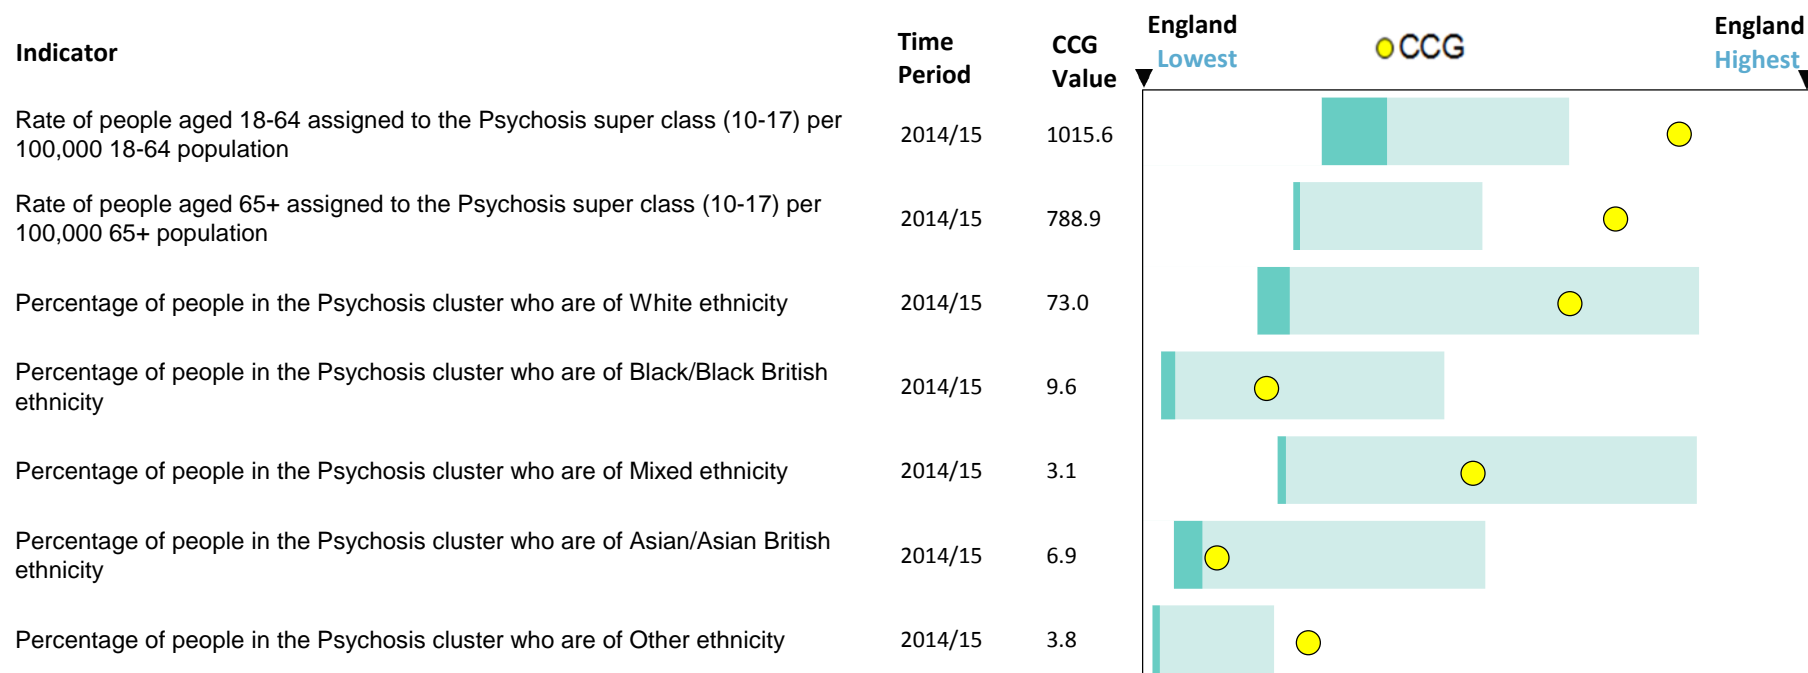 Indicator
Time
Period
CCG
Value
England
Lowest
CCG
England
Highest
Rate of people aged 18-64 assigned to the Psychosis super class (10-17) per
100,000 18-64 population
2014/15
1015.6
Rate of people aged 65+ assigned to the Psychosis super class (10-17) per
100,000 65+ population
2014/15
788.9
Percentage of people in the Psychosis cluster who are of White ethnicity
2014/15
73.0
Percentage of people in the Psychosis cluster who are of Black/Black British
ethnicity
2014/15
9.6
Percentage of people in the Psychosis cluster who are of Mixed ethnicity
2014/15
3.1
Percentage of people in the Psychosis cluster who are of Asian/Asian British
ethnicity
2014/15
6.9
Percentage of people in the Psychosis cluster who are of Other ethnicity
2014/15
3.8